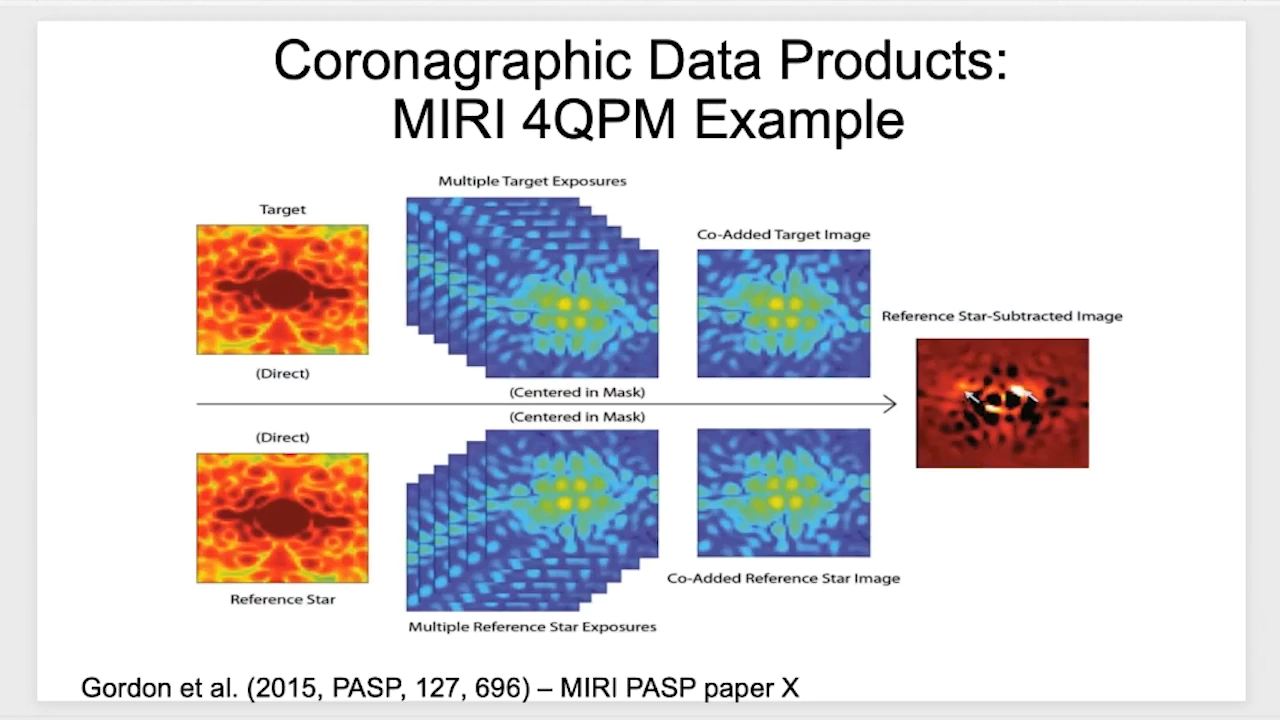 Coronagraphic Data Products:
MIRI 4QPM Example
Multiple Target Exposures
Target
Co-Added Target Image
Reference Star-Subtracted Image
(Direct)
(Centered in Mask)
(Centered in Mask)
(Direct)
Co-Added Reference Star Image
Reference Star
Multiple Reference Star Exposures
Gordon et al. (2015, PASP, 127, 696) – MIRI PASP paper X